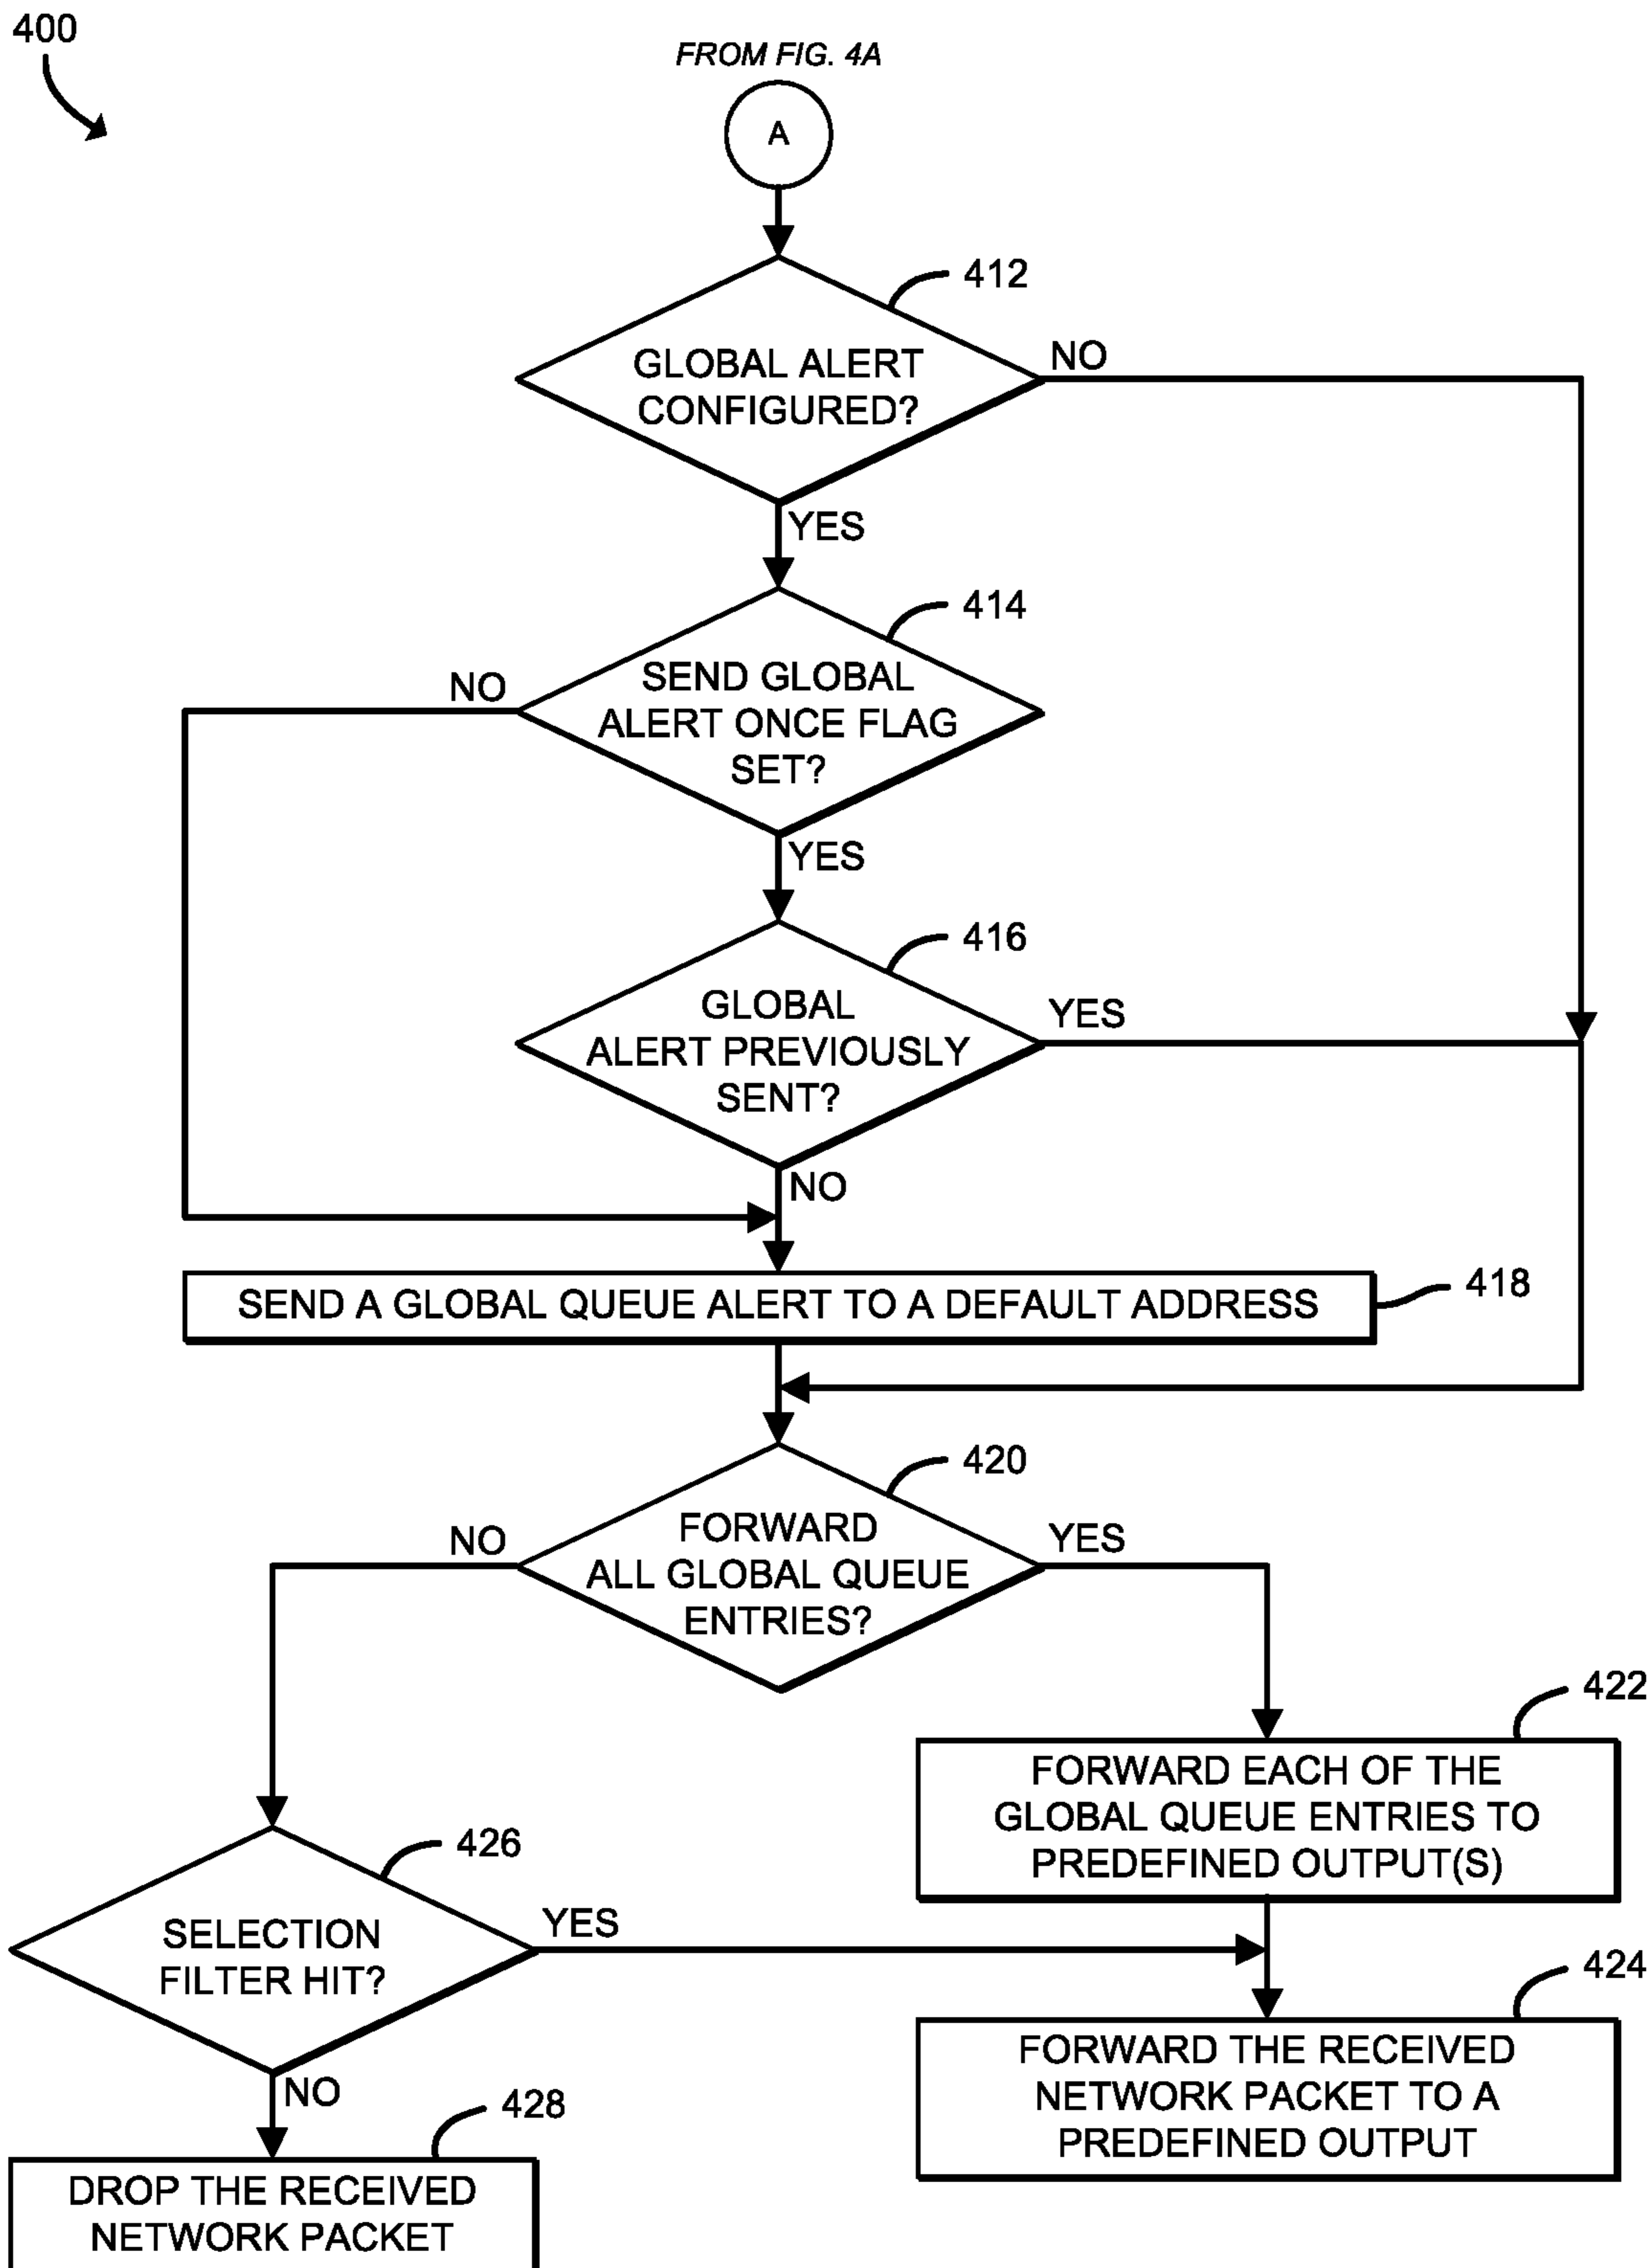 400
FROM FIG. 4A
A
412
GLOBAL ALERT
CONFIGURED?
NO
YES
414
SEND GLOBAL
ALERT ONCE FLAG
SET?
NO
YES
416
GLOBAL
ALERT PREVIOUSLY
SENT?
YES
NO
SEND A GLOBAL QUEUE ALERT TO A DEFAULT ADDRESS
418
420
FORWARD
ALL GLOBAL QUEUE
ENTRIES?
NO
YES
422
FORWARD EACH OF THE
GLOBAL QUEUE ENTRIES TO
PREDEFINED OUTPUT(S)
426
SELECTION
FILTER HIT?
YES
NO
424
FORWARD THE RECEIVED
NETWORK PACKET TO A
PREDEFINED OUTPUT
428
DROP THE RECEIVED
NETWORK PACKET